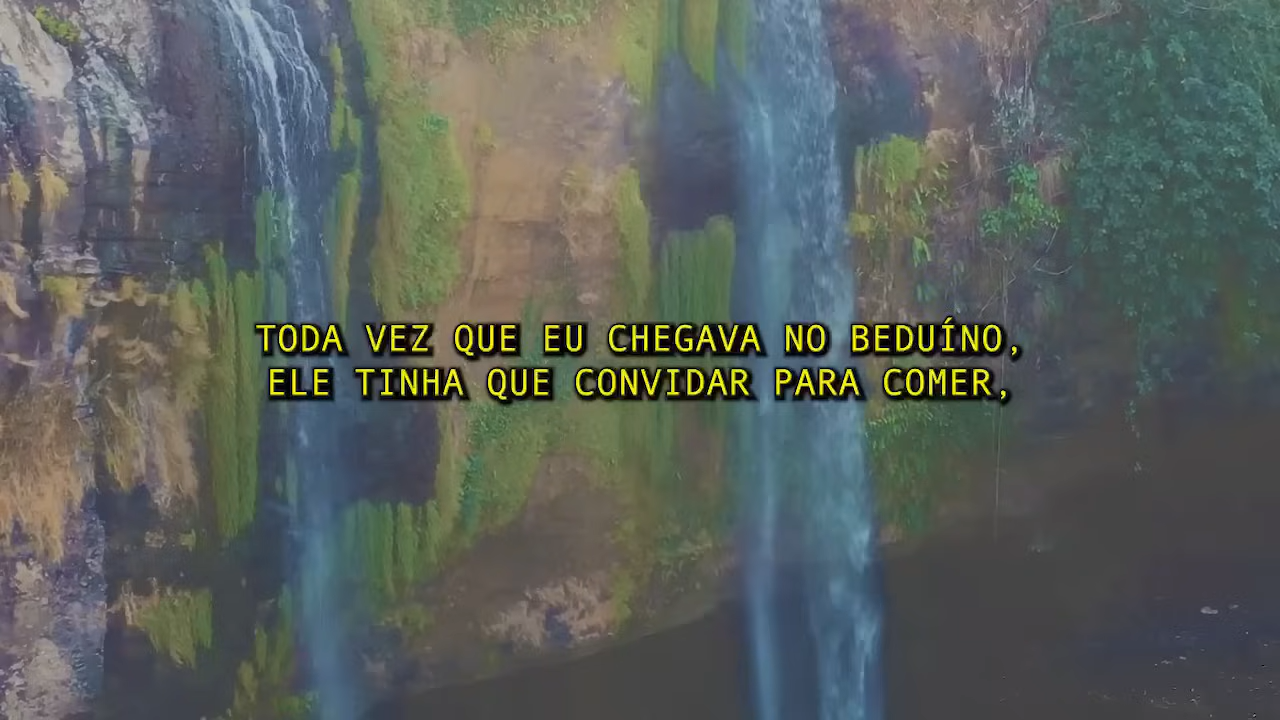 TODA VEZ QUE EU CHEGAVA NO BEDUÍNO,
ELE TINHA QUE CONVIDAR PARA COMER,